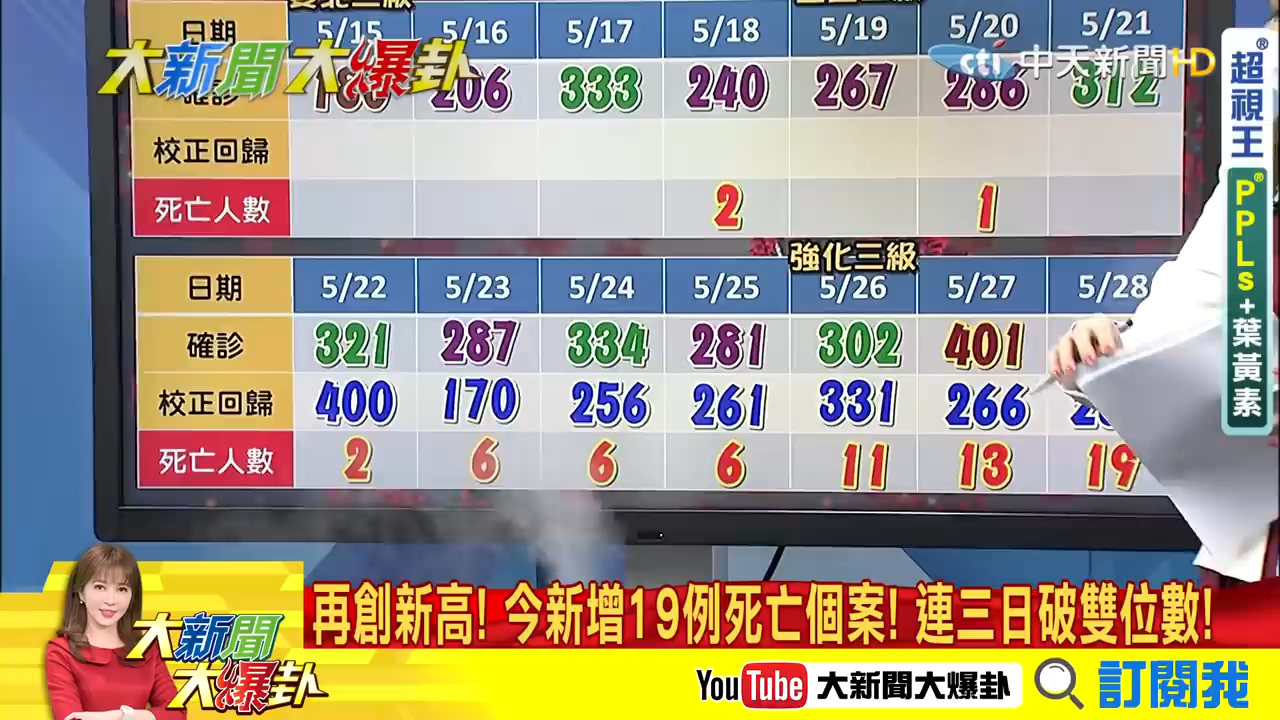 日期 5/15 5/16 5/17 5/18 5/19 5/20 5/21
大新聞大爆卦
cti 中天新聞HD
206 333 240 267 286 312
校正回歸
死亡人數 2 1
強化三級
日期 5/22 5/23 5/24 5/25 5/26 5/27 5/28
確診 321 287 334 281 302 401
校正回歸 400 170 256 261 331 266
死亡人數 2 6 6 6 11 13 19
超視王®
PPLs®+葉黃素
再創新高! 今新增19例死亡個案! 連三日破雙位數!
大新聞
大爆卦
YouTube 大新聞大爆卦 訂閱我